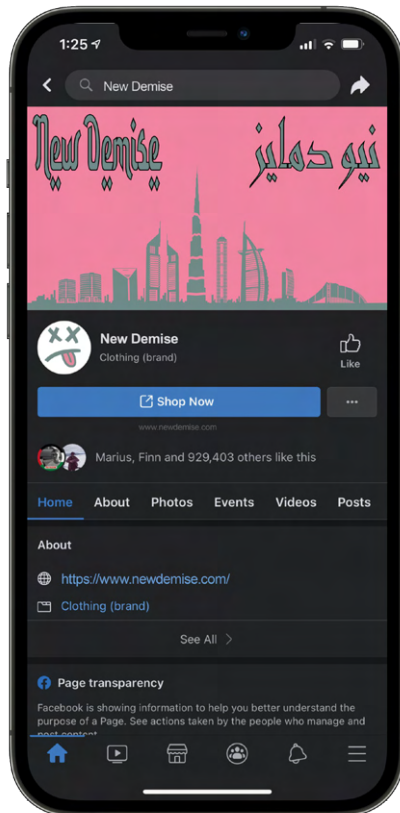 1:25
New Demise
New Demise
نيو دمايز
New Demise
Clothing (brand)
Like
Shop Now
www.newdemise.com
Marius, Finn and 929,403 others like this
Home About Photos Events Videos Posts
About
https://www.newdemise.com/
Clothing (brand)
See All
Page transparency
Facebook is showing information to help you better understand the
purpose of a Page. See actions taken by the people who manage and
post content.